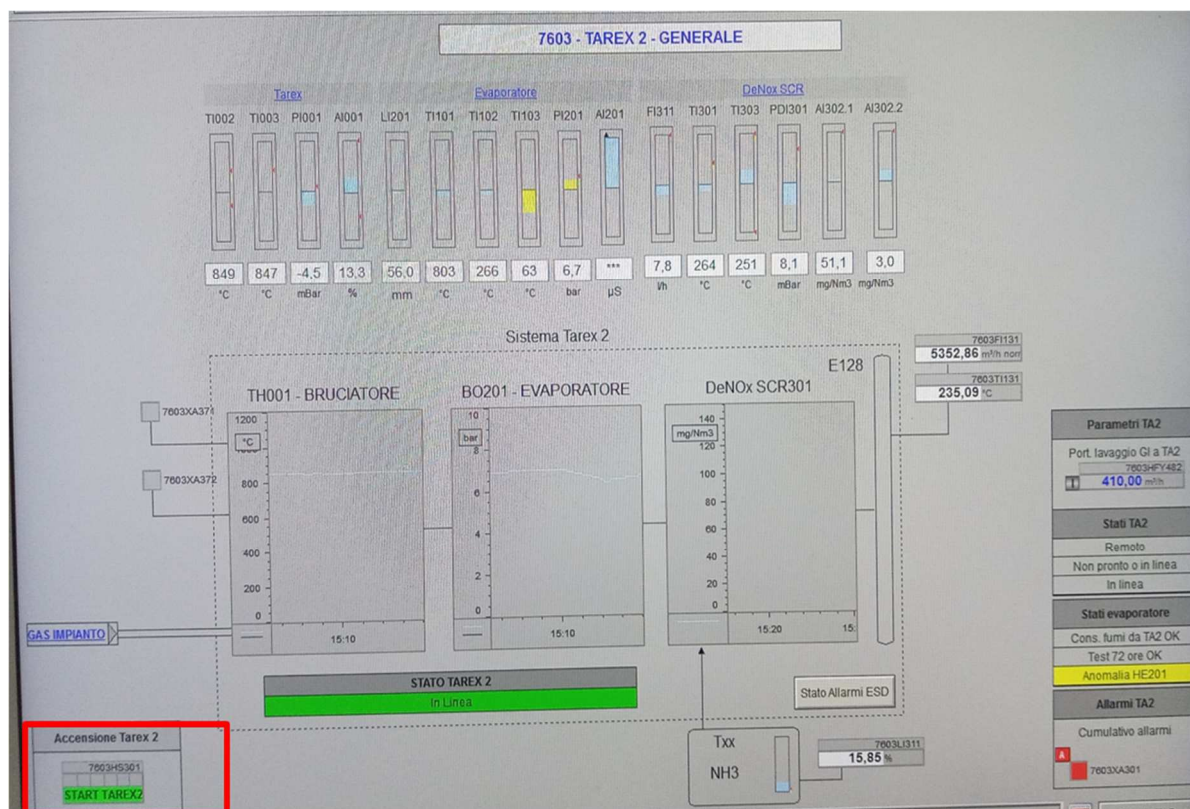 7603 - TAREX 2 - GENERALE
Tarex
Evaporatore
DeNox SCR
TI002 TI003 PI001 AI001 LI201 TI101 TI102 TI103 PI201 AI201 FI311 TI301 TI303 PDI301 AI302.1 AI302.2
849 847 -4,5 13,3 56,0 803 266 63 6,7 *** 7,8 264 251 8,1 51,1 3,0
°C °C mBar % mm °C °C °C bar µS l/h °C °C mBar mg/Nm3 mg/Nm3
Sistema Tarex 2
E128
7603FI131
5352,86 m³/h non
7603TI131
235,09 °C
TH001 - BRUCIATORE
1200
°C
800
600
400
200
0
15:10
BO201 - EVAPORATORE
10
bar
8
6
4
2
0
15:10
DeNOx SCR301
140
mg/Nm3
120
100
80
60
40
20
0
15:20 15:
7603XA371
7603XA372
GAS IMPIANTO
STATO TAREX 2
In Linea
Stato Allarmi ESD
Accensione Tarex 2
7603HS301
START TAREX2
Txx
NH3
7603LI311
15,85 %
Parametri TA2
Port. lavaggio GI a TA2
7603HFY482
410,00 m³/h
Stati TA2
Remoto
Non pronto o in linea
In linea
Stati evaporatore
Cons. fumi da TA2 OK
Test 72 ore OK
Anomalia HE201
Allarmi TA2
Cumulativo allarmi
A
7603XA301